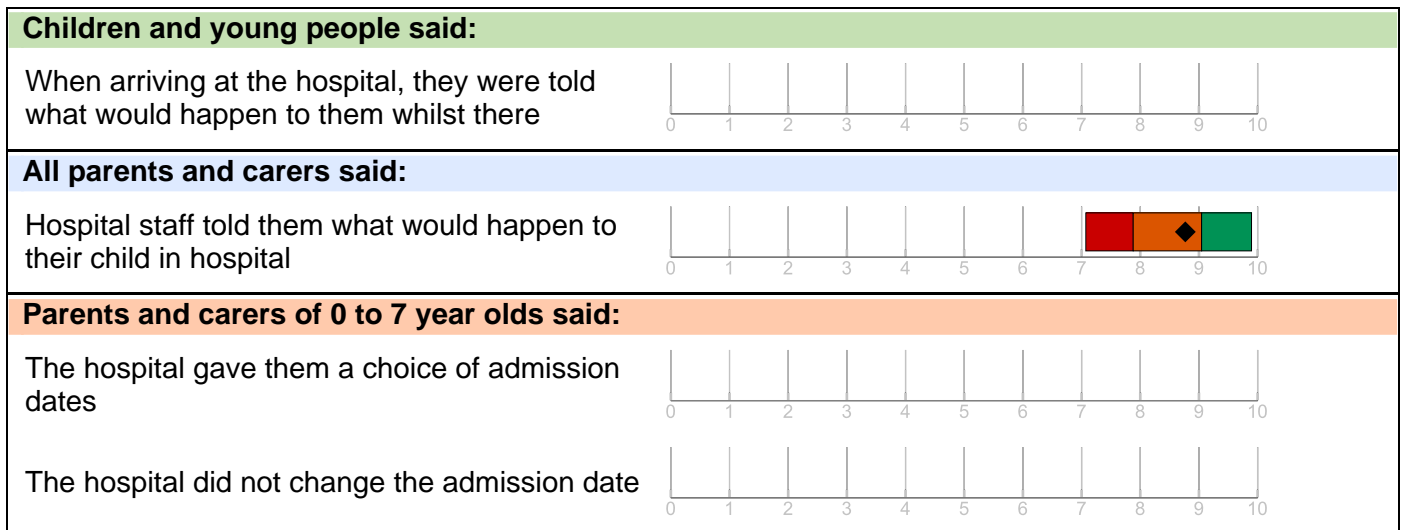 Children and young people said:
When arriving at the hospital, they were told
what would happen to them whilst there
0 1 2 3 4 5 6 7 8 9 10
All parents and carers said:
Hospital staff told them what would happen to
their child in hospital
0 1 2 3 4 5 6 7 8 9 10
Parents and carers of 0 to 7 year olds said:
The hospital gave them a choice of admission
dates
0 1 2 3 4 5 6 7 8 9 10
The hospital did not change the admission date
0 1 2 3 4 5 6 7 8 9 10